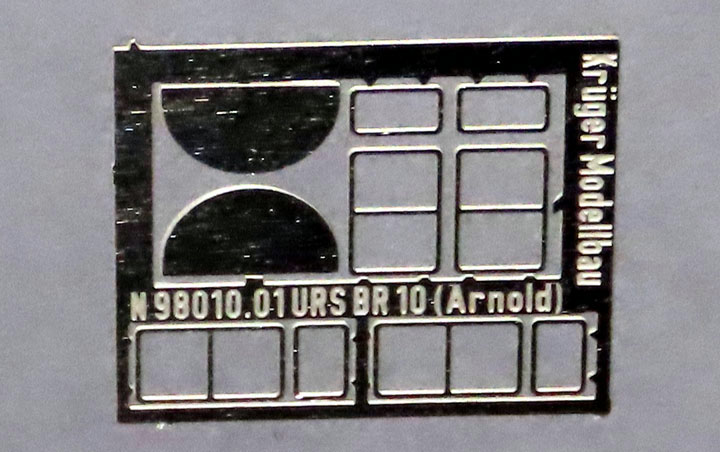 Krüger Modellbau
N 98010.01 URS BR 10 (Arnold)